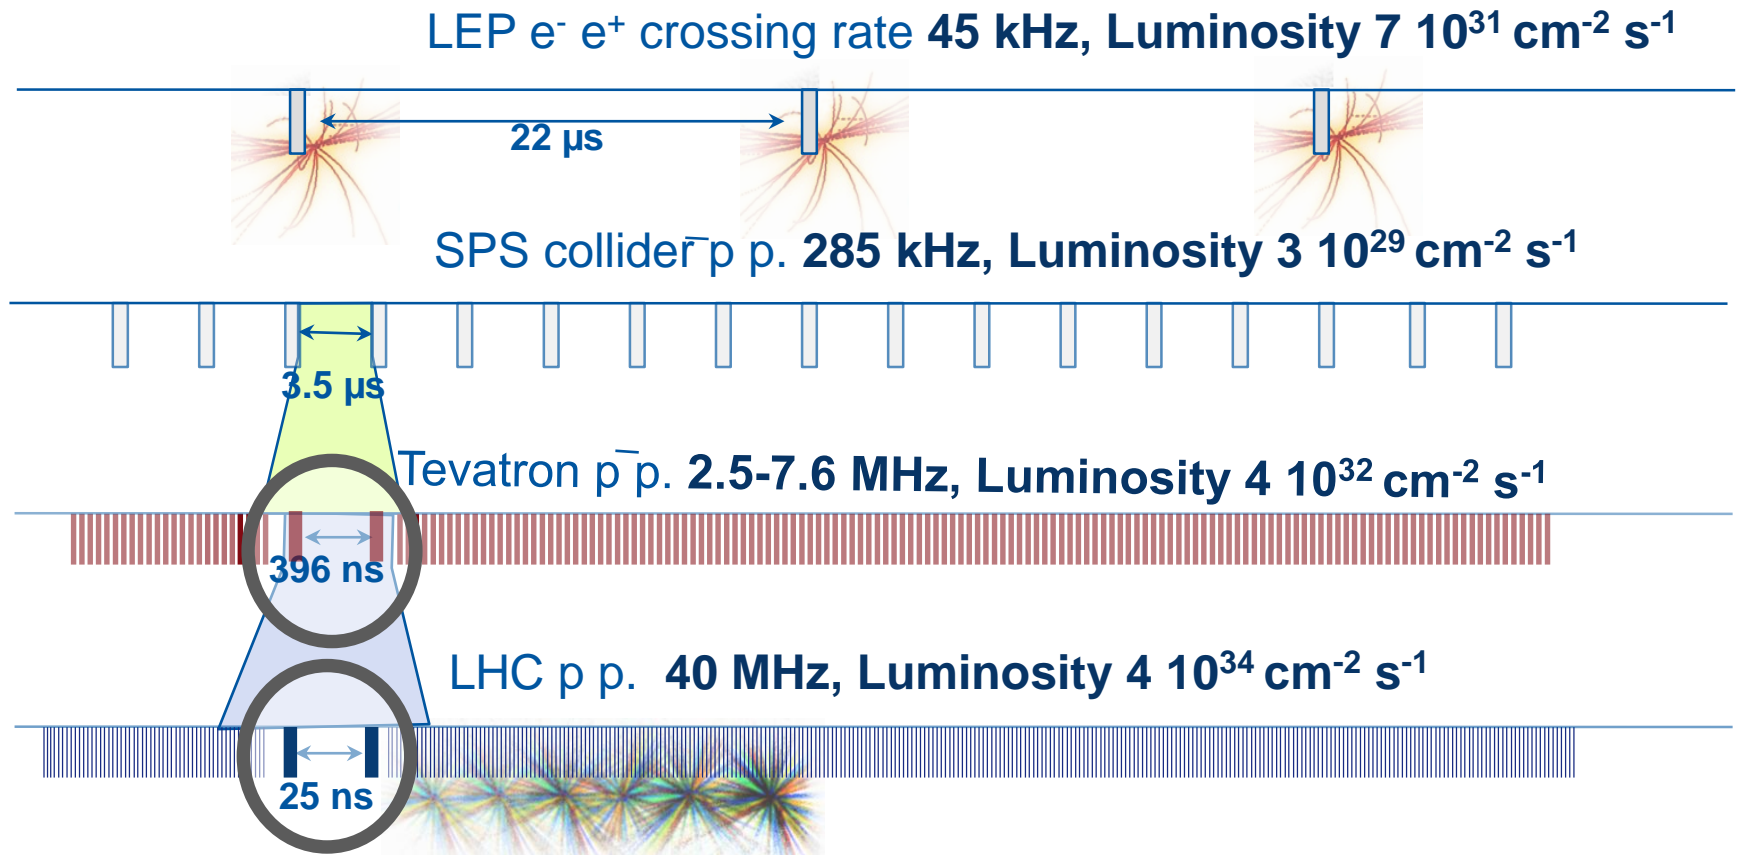 LEP e⁻ e⁺ crossing rate 45 kHz, Luminosity 7 10³¹ cm⁻² s⁻¹
22 µs
SPS collider p̅ p. 285 kHz, Luminosity 3 10²⁹ cm⁻² s⁻¹
3.5 µs
Tevatron p p̅. 2.5-7.6 MHz, Luminosity 4 10³² cm⁻² s⁻¹
396 ns
LHC p p. 40 MHz, Luminosity 4 10³⁴ cm⁻² s⁻¹
25 ns